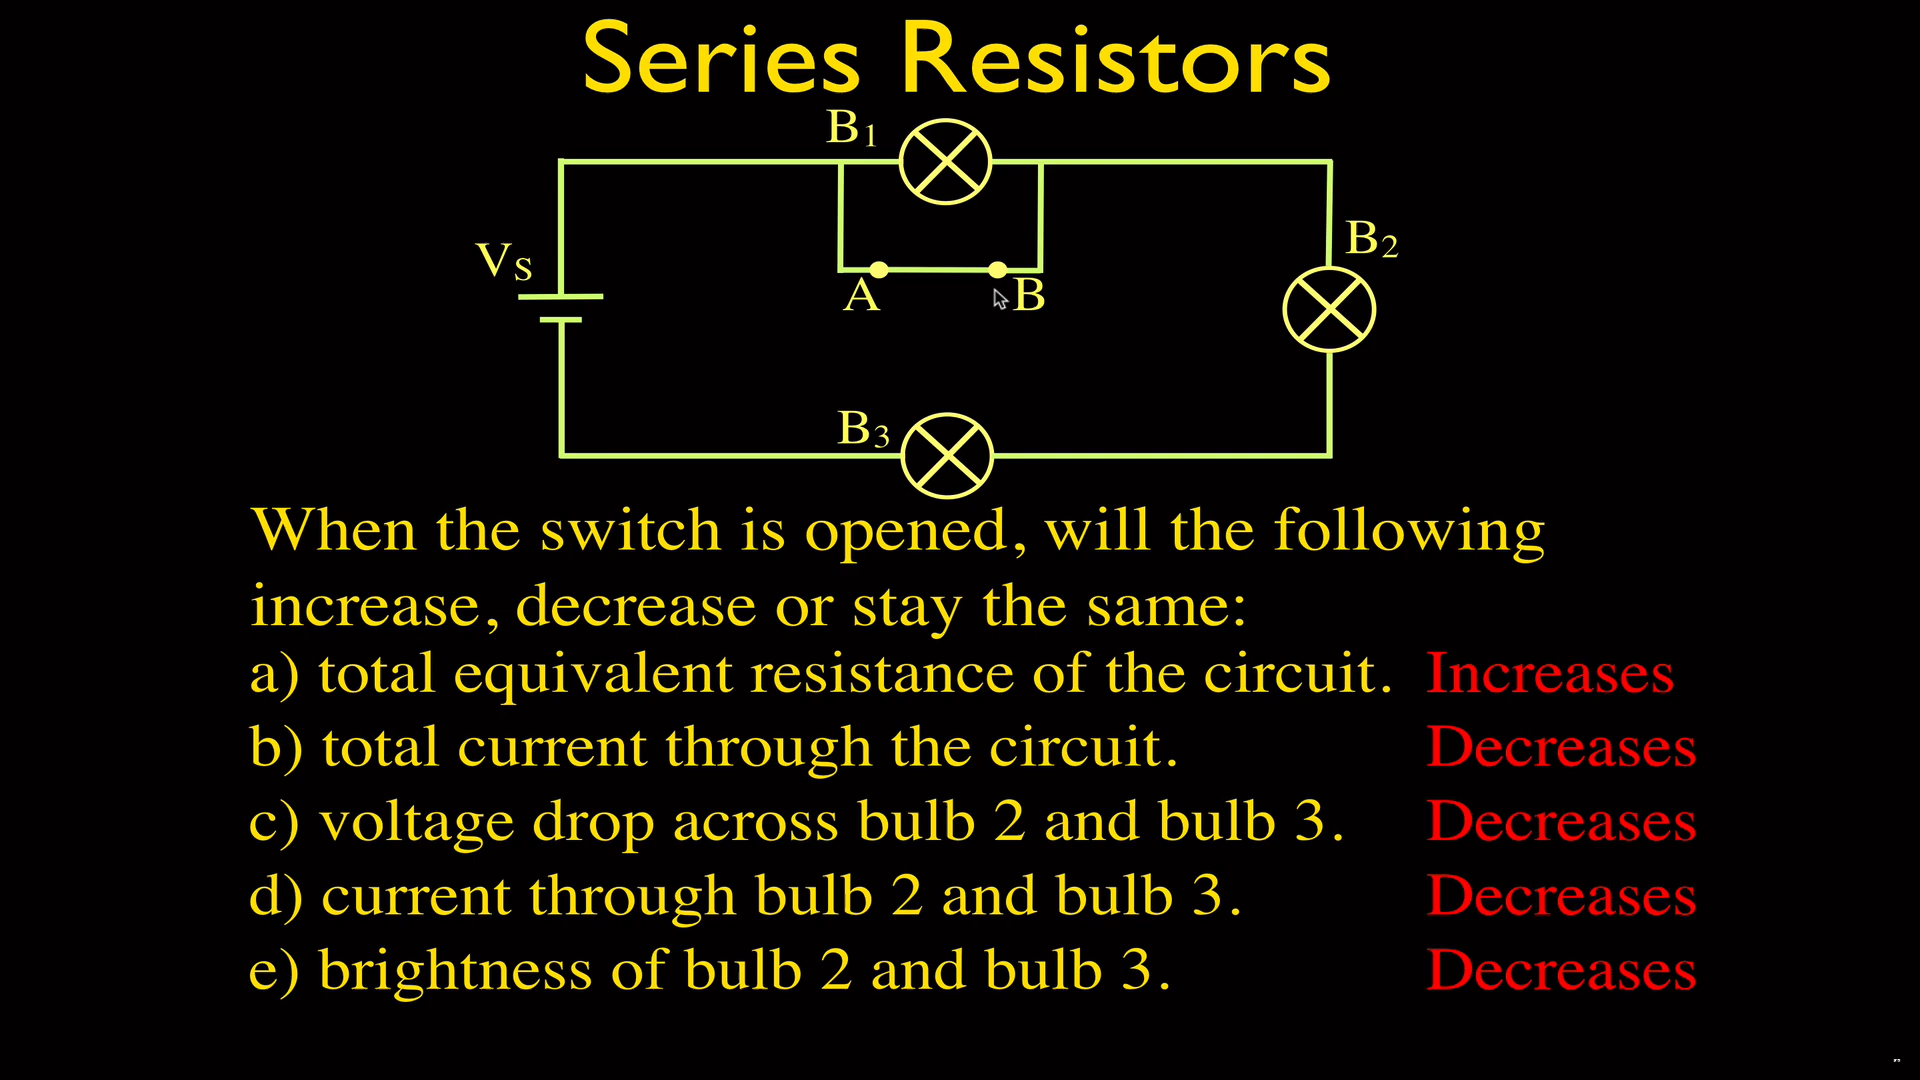 Series Resistors
B1
VS
B2
A
B
B3
When the switch is opened, will the following
increase, decrease or stay the same:
a) total equivalent resistance of the circuit. Increases
b) total current through the circuit. Decreases
c) voltage drop across bulb 2 and bulb 3. Decreases
d) current through bulb 2 and bulb 3. Decreases
e) brightness of bulb 2 and bulb 3. Decreases